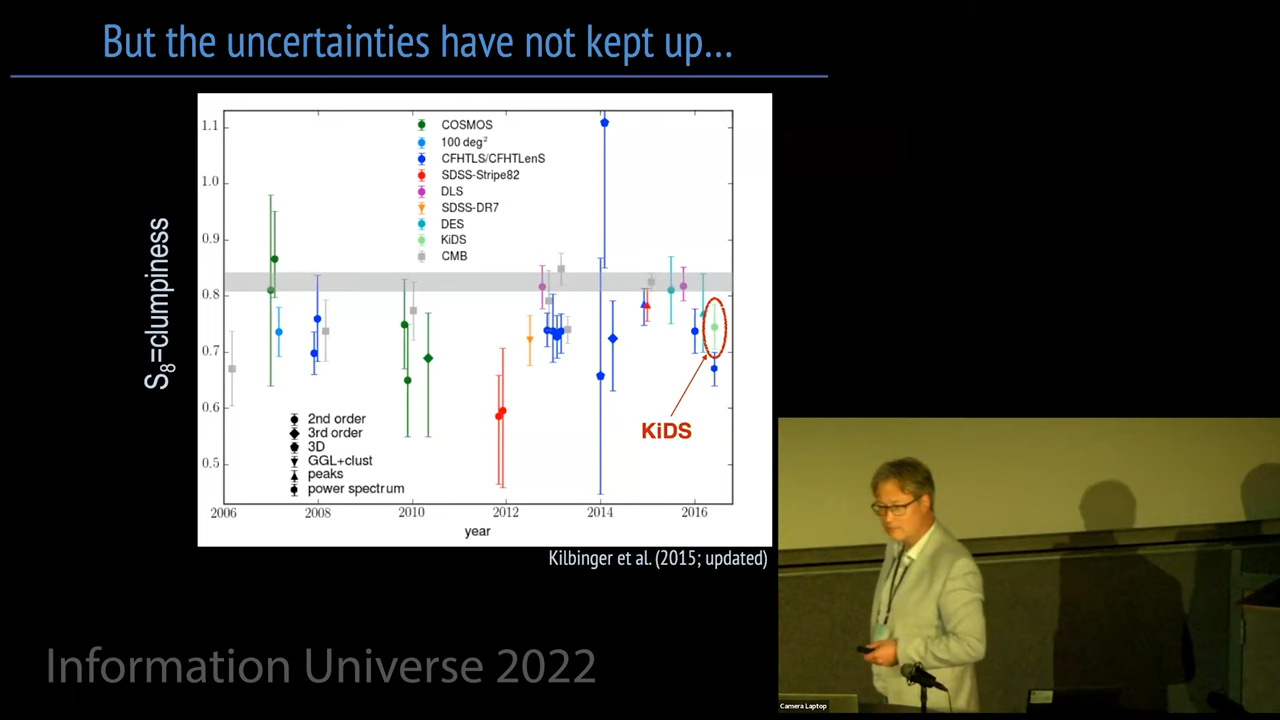 But the uncertainties have not kept up...
S8=clumpiness
1.1
1.0
0.9
0.8
0.7
0.6
0.5
COSMOS
100 deg²
CFHTLS/CFHTLenS
SDSS-Stripe82
DLS
SDSS-DR7
DES
KiDS
CMB
2nd order
3rd order
3D
GGL+clust
peaks
power spectrum
KiDS
2006 2008 2010 2012 2014 2016
year
Kilbinger et al. (2015; updated)
Information Universe 2022
Camera Laptop